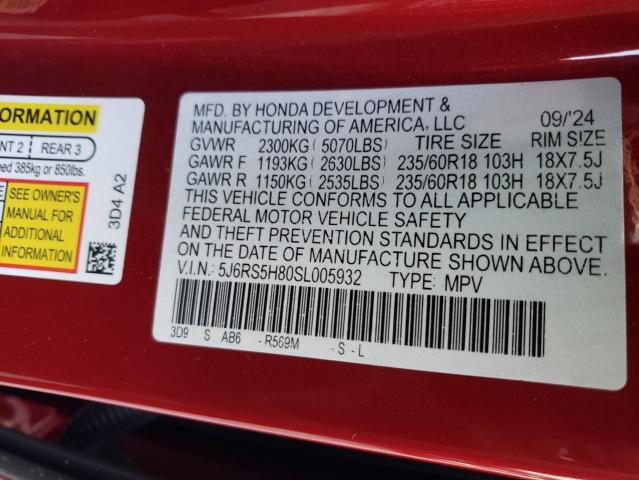 ORMATION
NT 2 REAR 3
eed 385kg or 850lbs.
E SEE OWNER'S
MANUAL FOR
ADDITIONAL
INFORMATION
3D4 A2
MFD. BY HONDA DEVELOPMENT &
MANUFACTURING OF AMERICA, LLC 09/'24
GVWR 2300KG ( 5070LBS) TIRE SIZE RIM SIZE
GAWR F 1193KG ( 2630LBS) 235/60R18 103H 18X7.5J
GAWR R 1150KG ( 2535LBS) 235/60R18 103H 18X7.5J
THIS VEHICLE CONFORMS TO ALL APPLICABLE
FEDERAL MOTOR VEHICLE SAFETY
AND THEFT PREVENTION STANDARDS IN EFFECT
ON THE DATE OF MANUFACTURE SHOWN ABOVE.
V.I.N.: 5J6RS5H80SL005932 TYPE: MPV
3D9 S AB6 - R569M - S - L